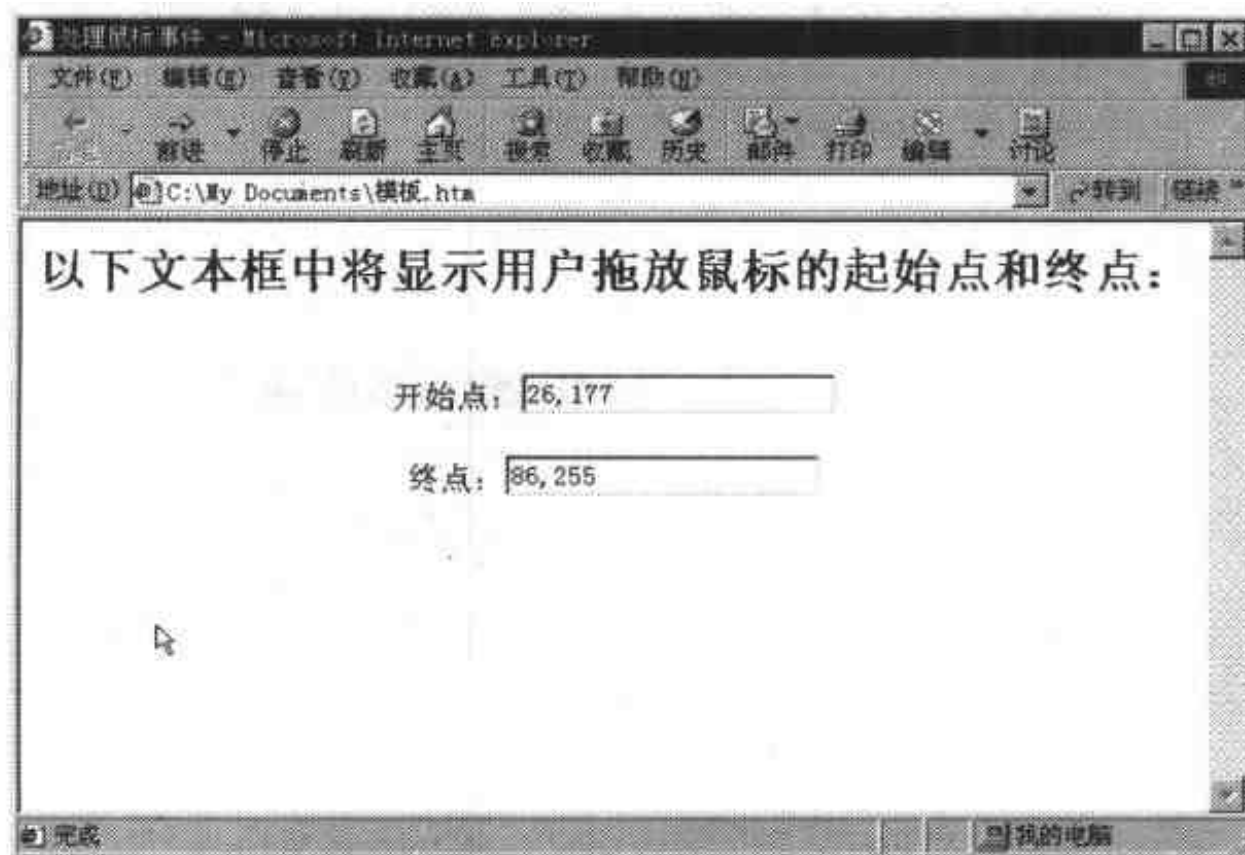 处理鼠标事件 - Microsoft Internet Explorer
文件(F) 编辑(E) 查看(V) 收藏(A) 工具(T) 帮助(H)
前进 停止 刷新 主页 搜索 收藏 历史 邮件 打印 编辑 讨论
地址(D) C:\My Documents\模板.htm 转到 链接 »
以下文本框中将显示用户拖放鼠标的起始点和终点:
开始点: 26,177
终点: 86,255
完成 我的电脑